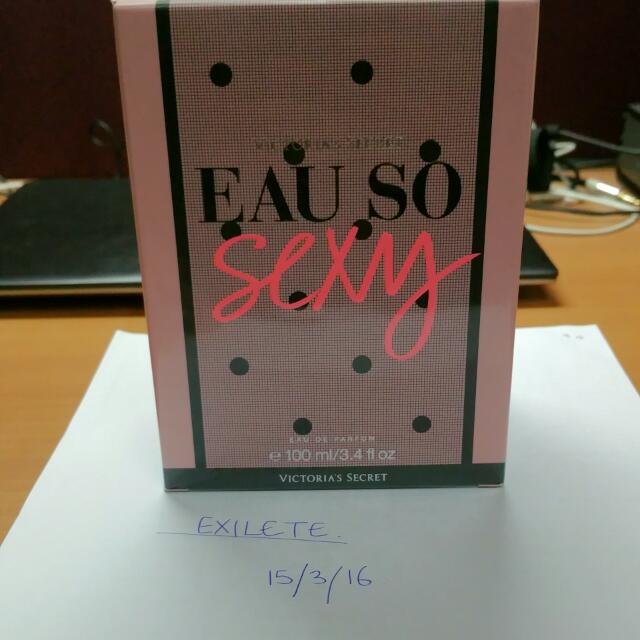 VICTORIA'S SECRET
EAU SO
sexy
EAU DE PARFUM
e 100 ml/3.4 fl oz
VICTORIA'S SECRET
EXILETE.
15/3/16